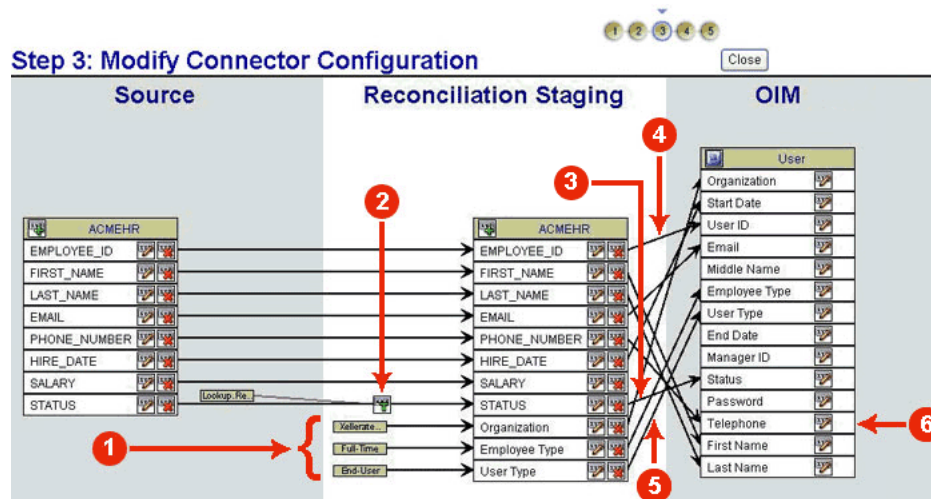 1 2 3 4 5
Step 3: Modify Connector Configuration
Close
Source
Reconciliation Staging
OIM
ACMEHR
EMPLOYEE_ID
FIRST_NAME
LAST_NAME
EMAIL
PHONE_NUMBER
HIRE_DATE
SALARY
STATUS
Lookup.Re...
2
1
Xellerate...
Full-Time
End-User
ACMEHR
EMPLOYEE_ID
FIRST_NAME
LAST_NAME
EMAIL
PHONE_NUMBER
HIRE_DATE
SALARY
STATUS
Organization
Employee Type
User Type
3
4
5
User
Organization
Start Date
User ID
Email
Middle Name
Employee Type
User Type
End Date
Manager ID
Status
Password
Telephone
First Name
Last Name
6